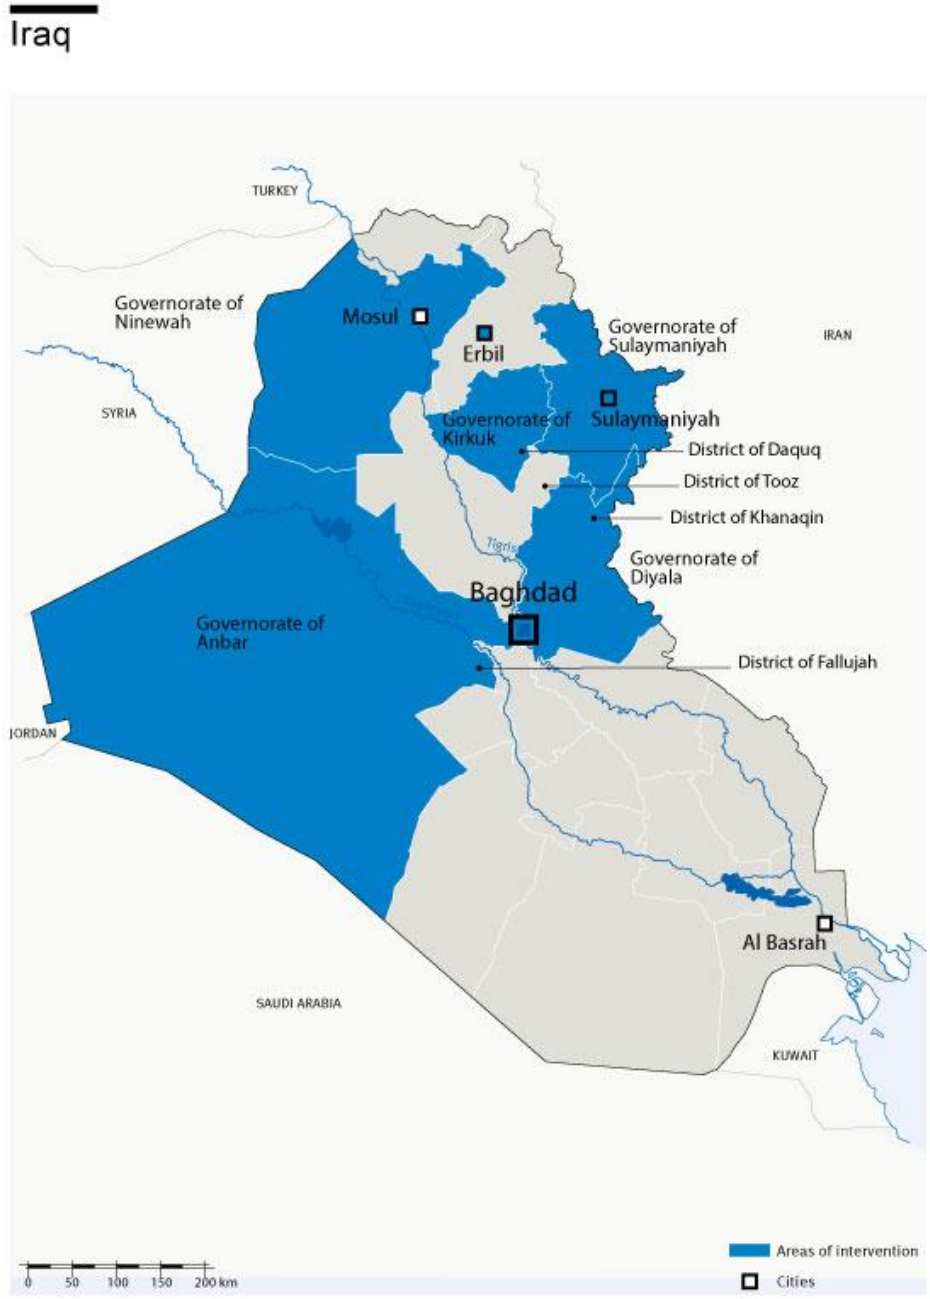 Iraq
TURKEY
Governorate of
Ninewah
Mosul
Erbil
Governorate of
Sulaymaniyah
IRAN
SYRIA
Governorate of
Kirkuk
Sulaymaniyah
District of Daquq
District of Tooz
District of Khanaqin
Tigris
Governorate of
Diyala
Baghdad
Governorate of
Anbar
District of Fallujah
JORDAN
Al Basrah
SAUDI ARABIA
KUWAIT
Areas of intervention
0 50 100 150 200 km
Cities